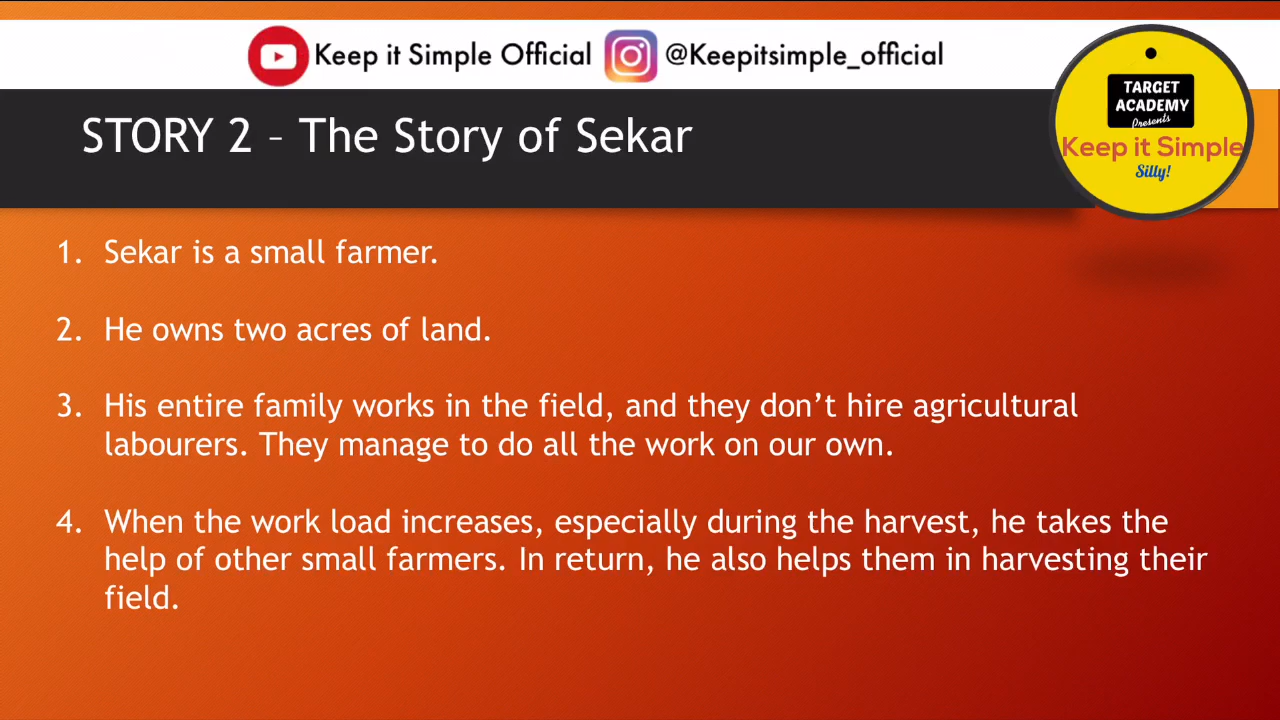 Keep it Simple Official @Keepitsimple_official
TARGET
ACADEMY
Presents
Keep it Simple
Silly!
STORY 2 – The Story of Sekar
1. Sekar is a small farmer.
2. He owns two acres of land.
3. His entire family works in the field, and they don’t hire agricultural
labourers. They manage to do all the work on our own.
4. When the work load increases, especially during the harvest, he takes the
help of other small farmers. In return, he also helps them in harvesting their
field.